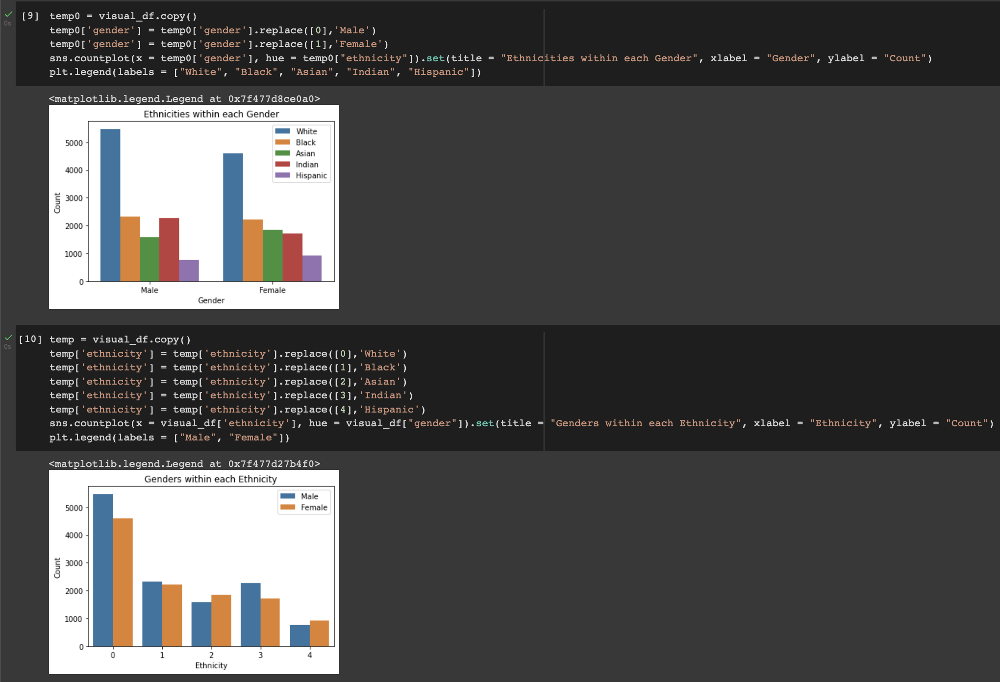 [9] temp0 = visual_df.copy()
0s
temp0['gender'] = temp0['gender'].replace([0],'Male')
temp0['gender'] = temp0['gender'].replace([1],'Female')
sns.countplot(x = temp0['gender'], hue = temp0["ethnicity"]).set(title = "Ethnicities within each Gender", xlabel = "Gender", ylabel = "Count")
plt.legend(labels = ["White", "Black", "Asian", "Indian", "Hispanic"])
<matplotlib.legend.Legend at 0x7f477d8ce0a0>
Ethnicities within each Gender
White
Black
Asian
Indian
Hispanic
5000
4000
3000
2000
1000
0
Count
Male Female
Gender
[10] temp = visual_df.copy()
0s
temp['ethnicity'] = temp['ethnicity'].replace([0],'White')
temp['ethnicity'] = temp['ethnicity'].replace([1],'Black')
temp['ethnicity'] = temp['ethnicity'].replace([2],'Asian')
temp['ethnicity'] = temp['ethnicity'].replace([3],'Indian')
temp['ethnicity'] = temp['ethnicity'].replace([4],'Hispanic')
sns.countplot(x = visual_df['ethnicity'], hue = visual_df["gender"]).set(title = "Genders within each Ethnicity", xlabel = "Ethnicity", ylabel = "Count")
plt.legend(labels = ["Male", "Female"])
<matplotlib.legend.Legend at 0x7f477d27b4f0>
Genders within each Ethnicity
Male
Female
5000
4000
3000
2000
1000
0
Count
0 1 2 3 4
Ethnicity